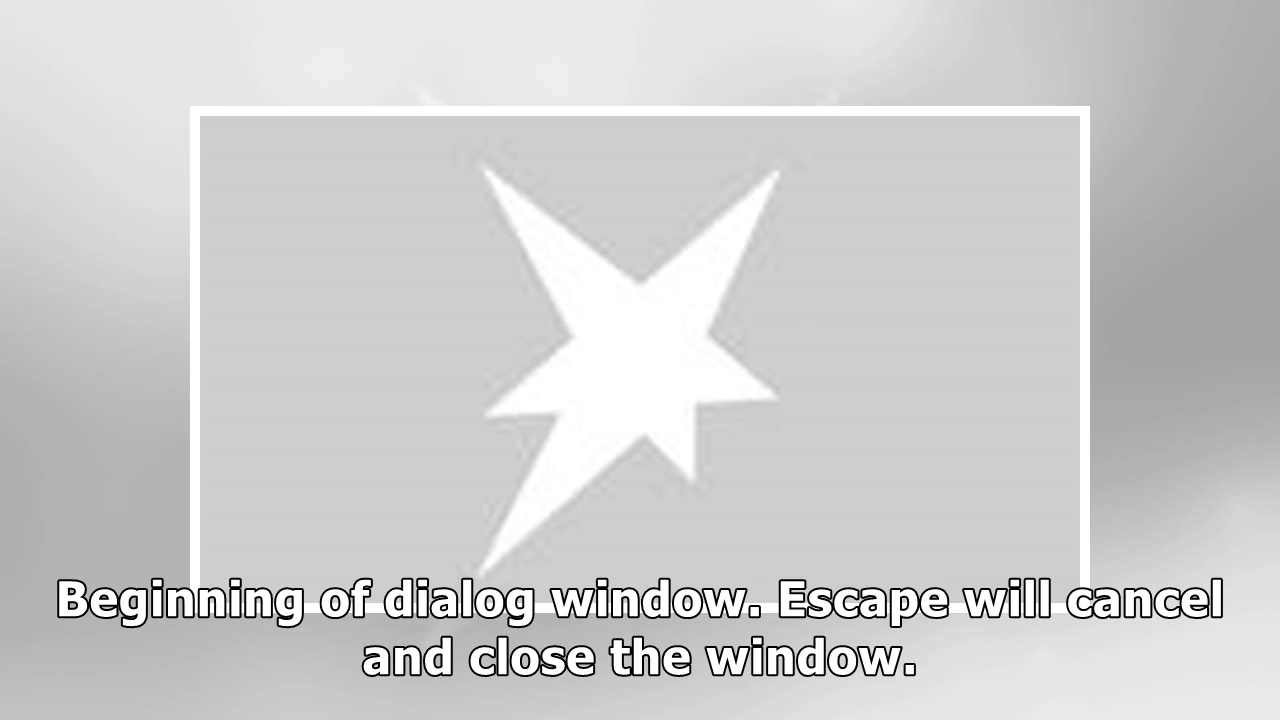 Beginning of dialog window. Escape will cancel
and close the window.